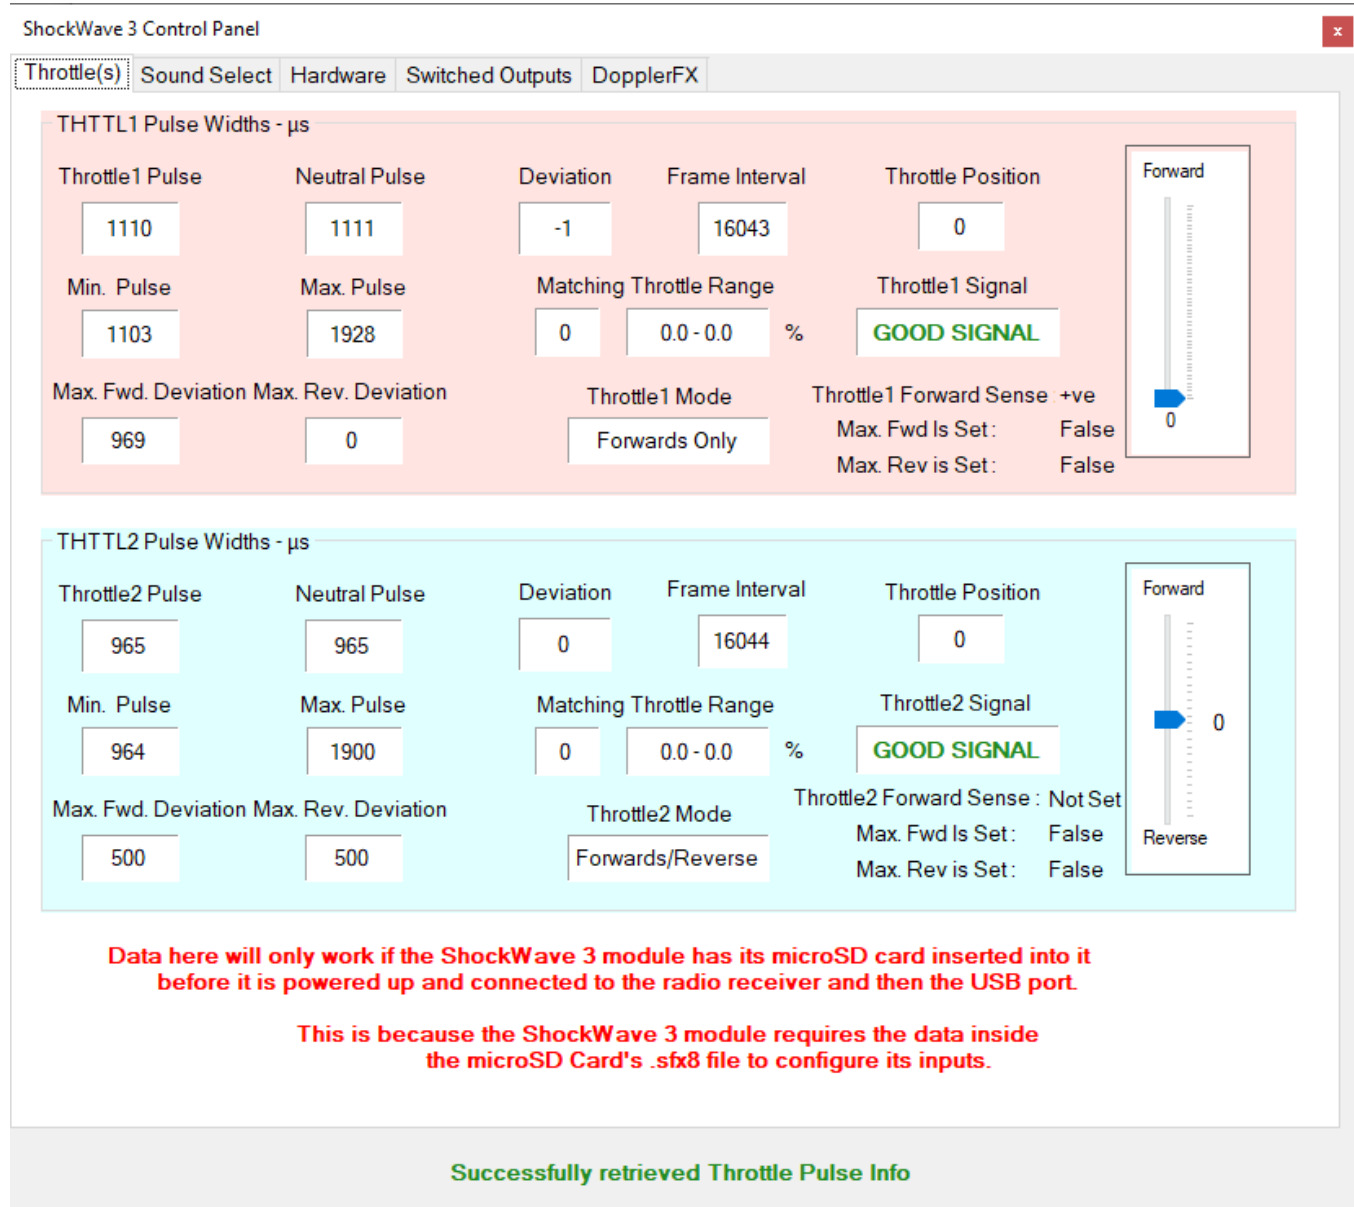 ShockWave 3 Control Panel
x
Throttle(s) Sound Select Hardware Switched Outputs DopplerFX
THTTL1 Pulse Widths - µs
Throttle1 Pulse Neutral Pulse Deviation Frame Interval Throttle Position Forward
1110 1111 -1 16043 0
Min. Pulse Max. Pulse Matching Throttle Range Throttle1 Signal
1103 1928 0 0.0 - 0.0 % GOOD SIGNAL
Max. Fwd. Deviation Max. Rev. Deviation Throttle1 Mode Throttle1 Forward Sense : +ve
969 0 Forwards Only Max. Fwd Is Set : False 0
Max. Rev is Set : False
THTTL2 Pulse Widths - µs
Throttle2 Pulse Neutral Pulse Deviation Frame Interval Throttle Position Forward
965 965 0 16044 0
Min. Pulse Max. Pulse Matching Throttle Range Throttle2 Signal
964 1900 0 0.0 - 0.0 % GOOD SIGNAL 0
Max. Fwd. Deviation Max. Rev. Deviation Throttle2 Mode Throttle2 Forward Sense : Not Set
500 500 Forwards/Reverse Max. Fwd Is Set : False Reverse
Max. Rev is Set : False
Data here will only work if the ShockWave 3 module has its microSD card inserted into it
before it is powered up and connected to the radio receiver and then the USB port.
This is because the ShockWave 3 module requires the data inside
the microSD Card's .sfx8 file to configure its inputs.
Successfully retrieved Throttle Pulse Info